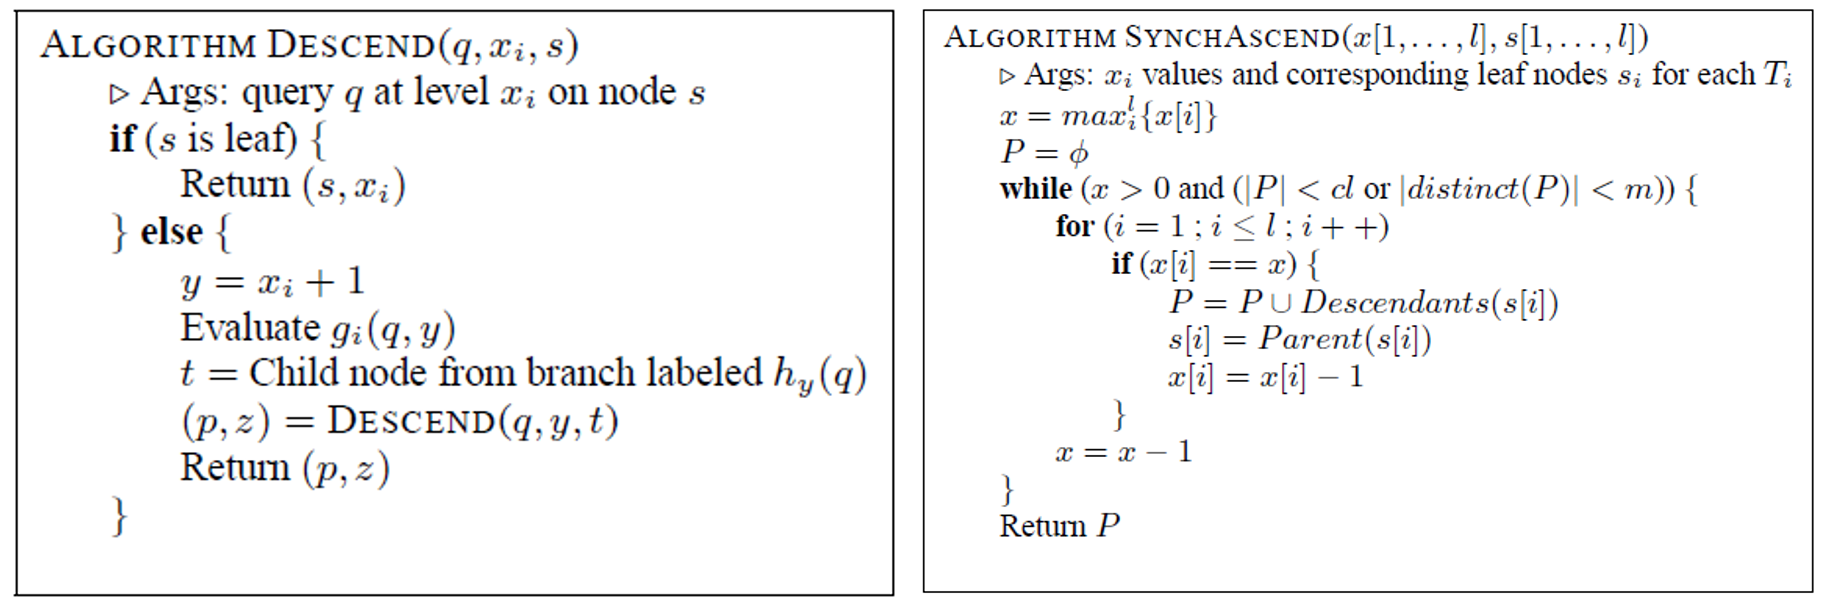 ALGORITHM DESCEND(q, x_i, s)
▷ Args: query q at level x_i on node s
if (s is leaf) {
Return (s, x_i)
} else {
y = x_i + 1
Evaluate g_i(q, y)
t = Child node from branch labeled h_y(q)
(p, z) = DESCEND(q, y, t)
Return (p, z)
}
ALGORITHM SYNCHASCEND(x[1, ..., l], s[1, ..., l])
▷ Args: x_i values and corresponding leaf nodes s_i for each T_i
x = max_i^l{x[i]}
P = ϕ
while (x > 0 and (|P| < cl or |distinct(P)| < m)) {
for (i = 1 ; i ≤ l ; i + +)
if (x[i] == x) {
P = P ∪ Descendants(s[i])
s[i] = Parent(s[i])
x[i] = x[i] − 1
}
x = x − 1
}
Return P